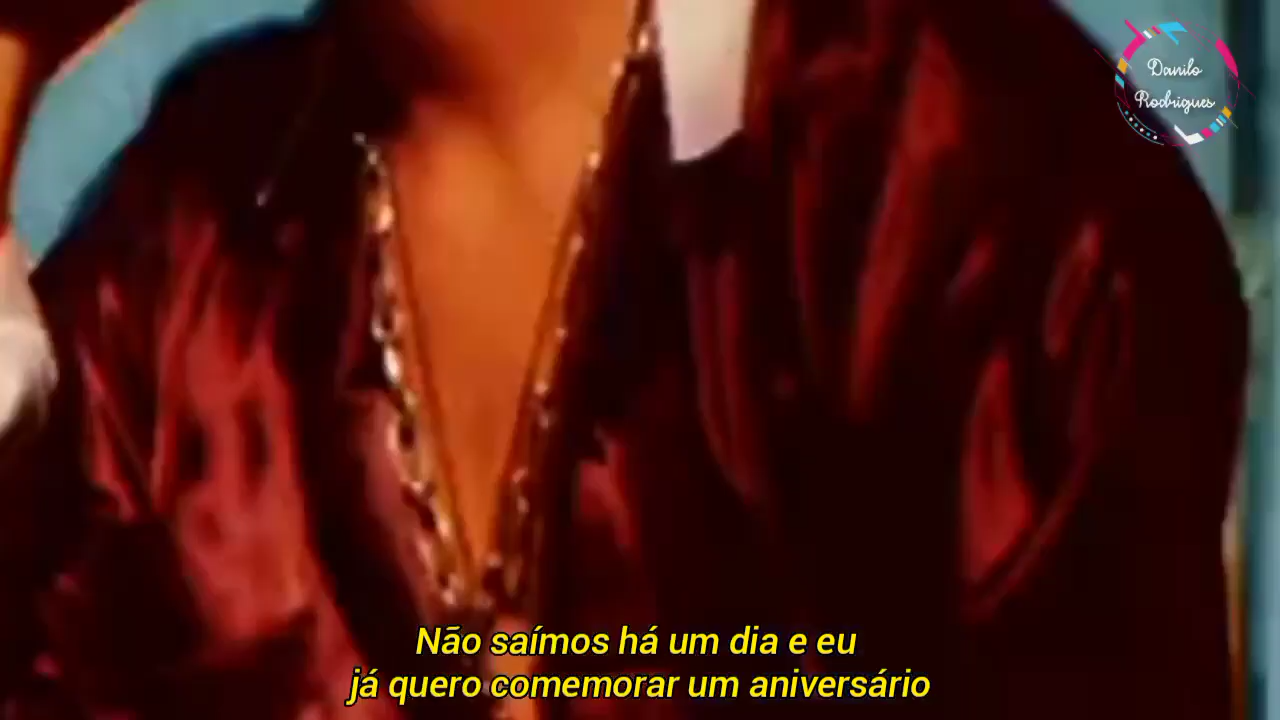 Danilo
Rodrigues
Não saímos há um dia e eu
já quero comemorar um aniversário